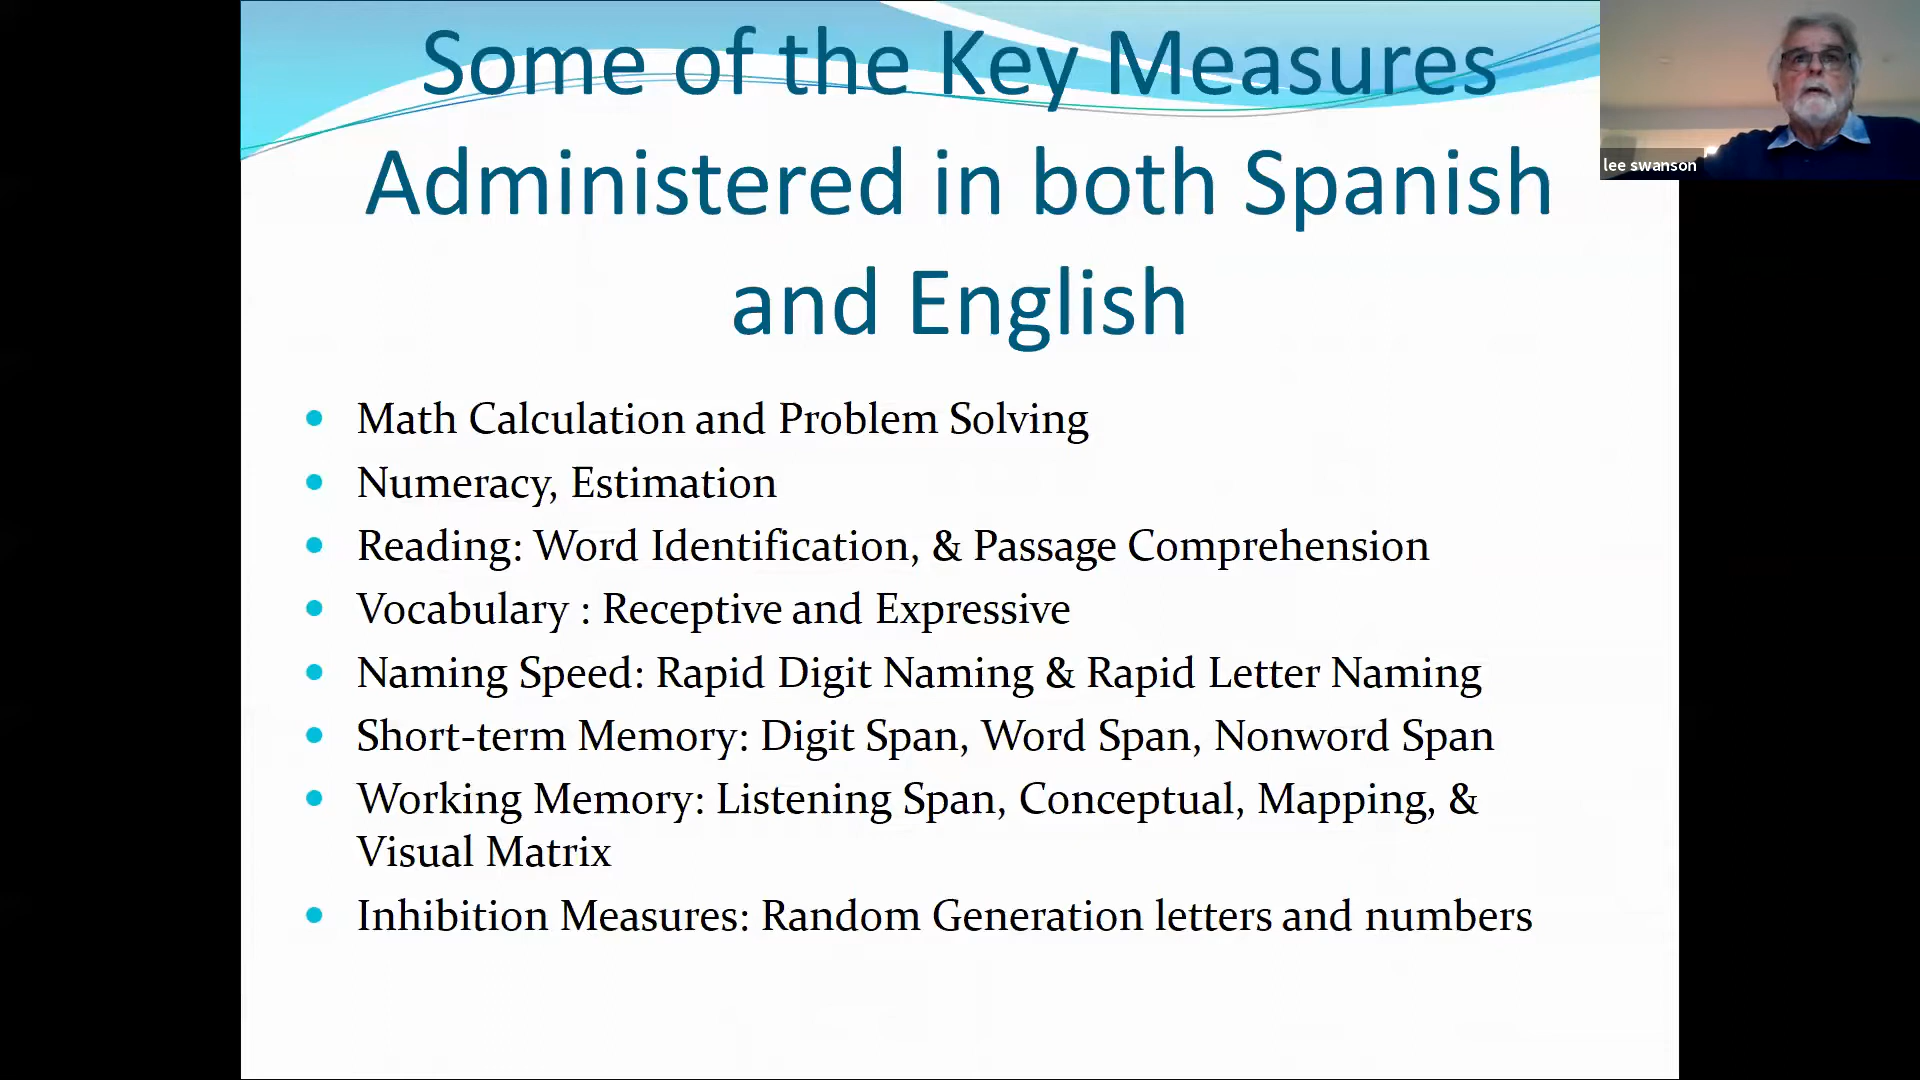 Some of the Key Measures
Administered in both Spanish
and English
lee swanson
• Math Calculation and Problem Solving
• Numeracy, Estimation
• Reading: Word Identification, & Passage Comprehension
• Vocabulary : Receptive and Expressive
• Naming Speed: Rapid Digit Naming & Rapid Letter Naming
• Short-term Memory: Digit Span, Word Span, Nonword Span
• Working Memory: Listening Span, Conceptual, Mapping, &
Visual Matrix
• Inhibition Measures: Random Generation letters and numbers